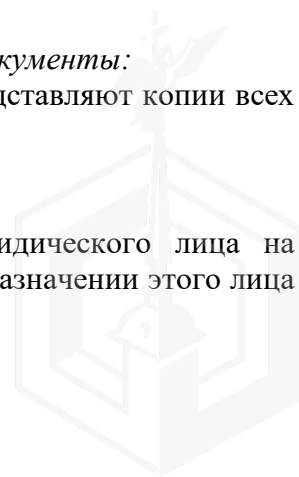 кументы:
дставляют копии всех
идического лица на
азначении этого лица